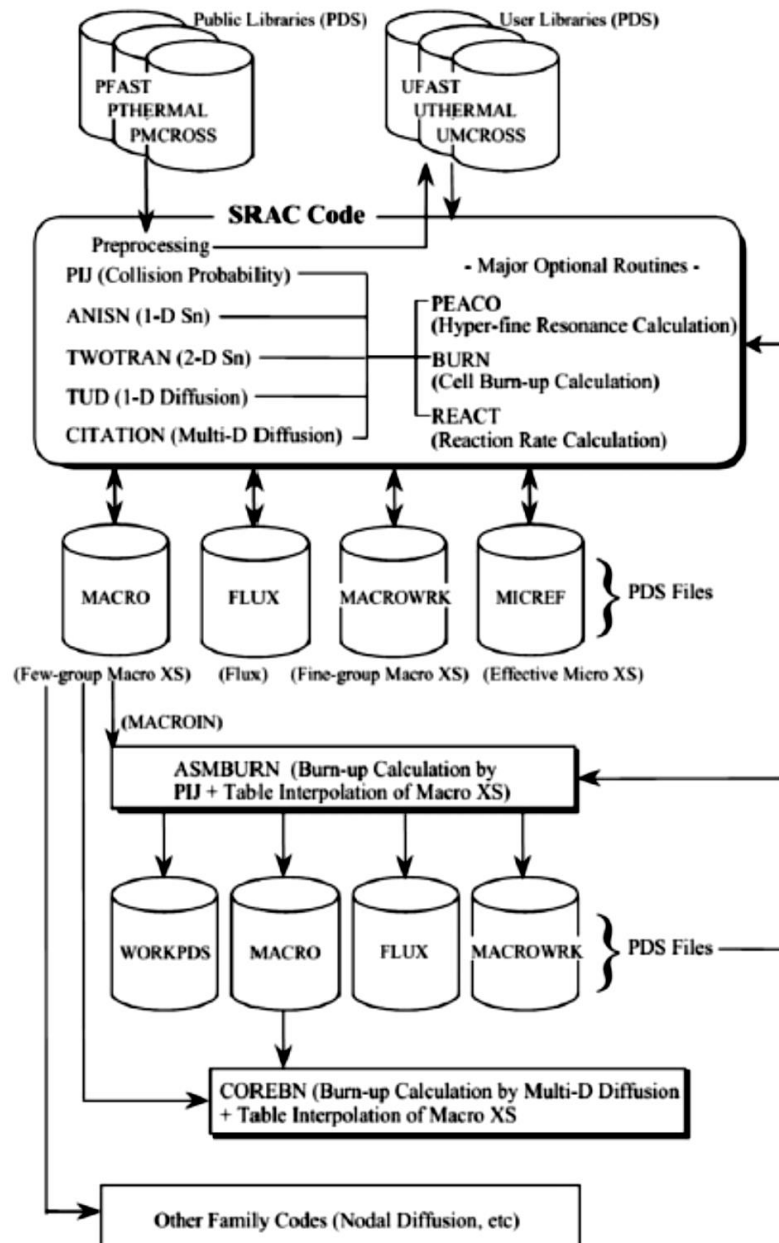 Public Libraries (PDS)
User Libraries (PDS)
PFAST
PTHERMAL
PMCROSS
UFAST
UTHERMAL
UMCROSS
SRAC Code
Preprocessing
PIJ (Collision Probability)
ANISN (1-D Sn)
TWOTRAN (2-D Sn)
TUD (1-D Diffusion)
CITATION (Multi-D Diffusion)
- Major Optional Routines -
PEACO
(Hyper-fine Resonance Calculation)
BURN
(Cell Burn-up Calculation)
REACT
(Reaction Rate Calculation)
MACRO
FLUX
MACROWRK
MICREF
} PDS Files
(Few-group Macro XS)
(Flux)
(Fine-group Macro XS)
(Effective Micro XS)
(MACROIN)
ASMBURN (Burn-up Calculation by
PIJ + Table Interpolation of Macro XS)
WORKPDS
MACRO
FLUX
MACROWRK
} PDS Files
COREBN (Burn-up Calculation by Multi-D Diffusion
+ Table Interpolation of Macro XS
Other Family Codes (Nodal Diffusion, etc)